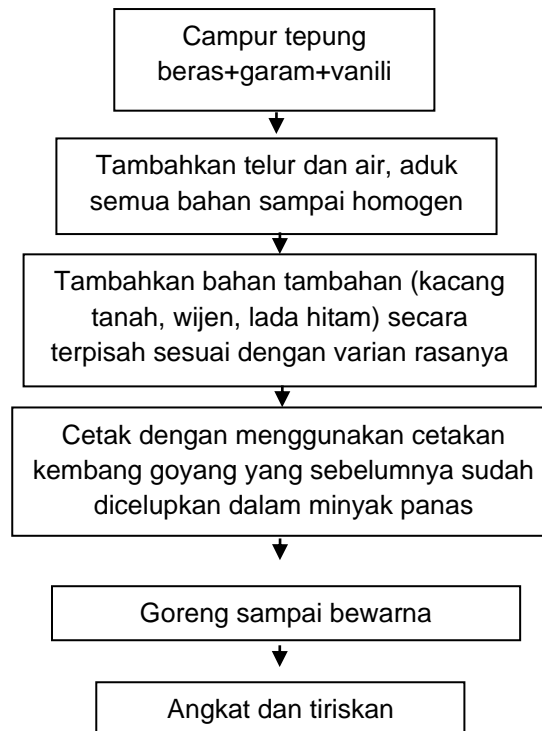 Campur tepung
beras+garam+vanili
Tambahkan telur dan air, aduk
semua bahan sampai homogen
Tambahkan bahan tambahan (kacang
tanah, wijen, lada hitam) secara
terpisah sesuai dengan varian rasanya
Cetak dengan menggunakan cetakan
kembang goyang yang sebelumnya sudah
dicelupkan dalam minyak panas
Goreng sampai bewarna
Angkat dan tiriskan